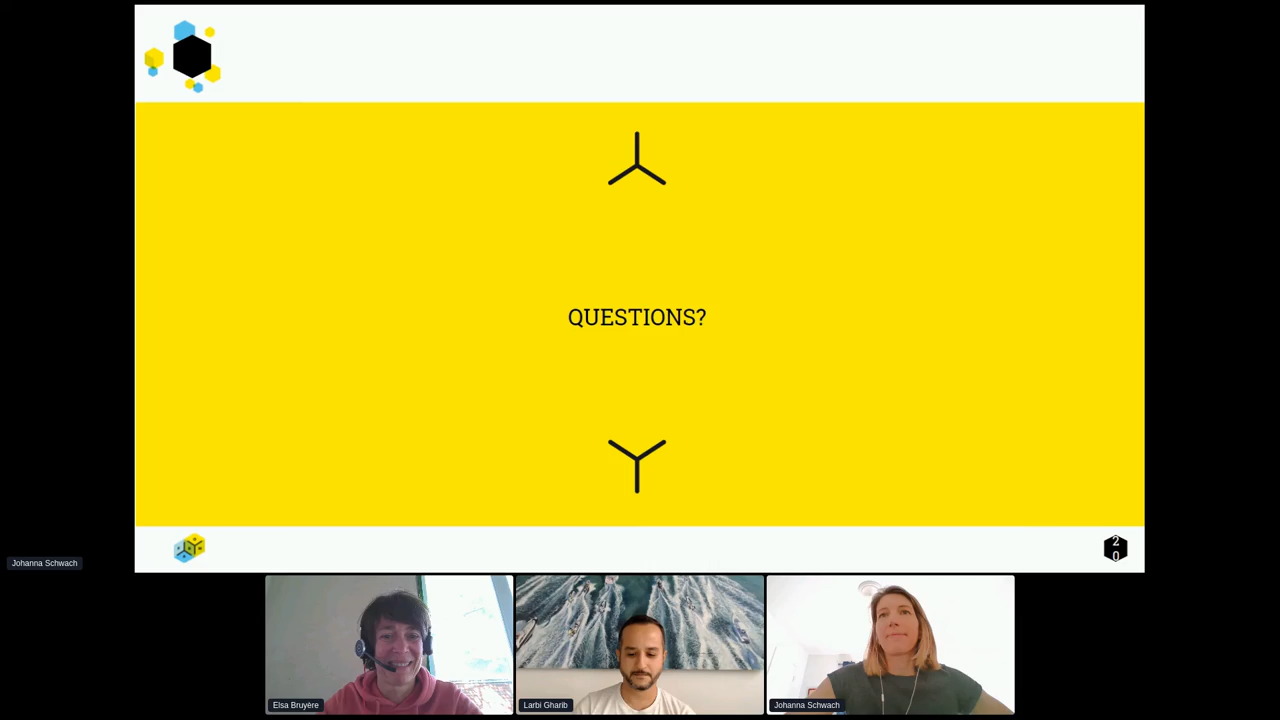 QUESTIONS?
2
0
Johanna Schwach
Elsa Bruyère
Larbi Gharib
Johanna Schwach